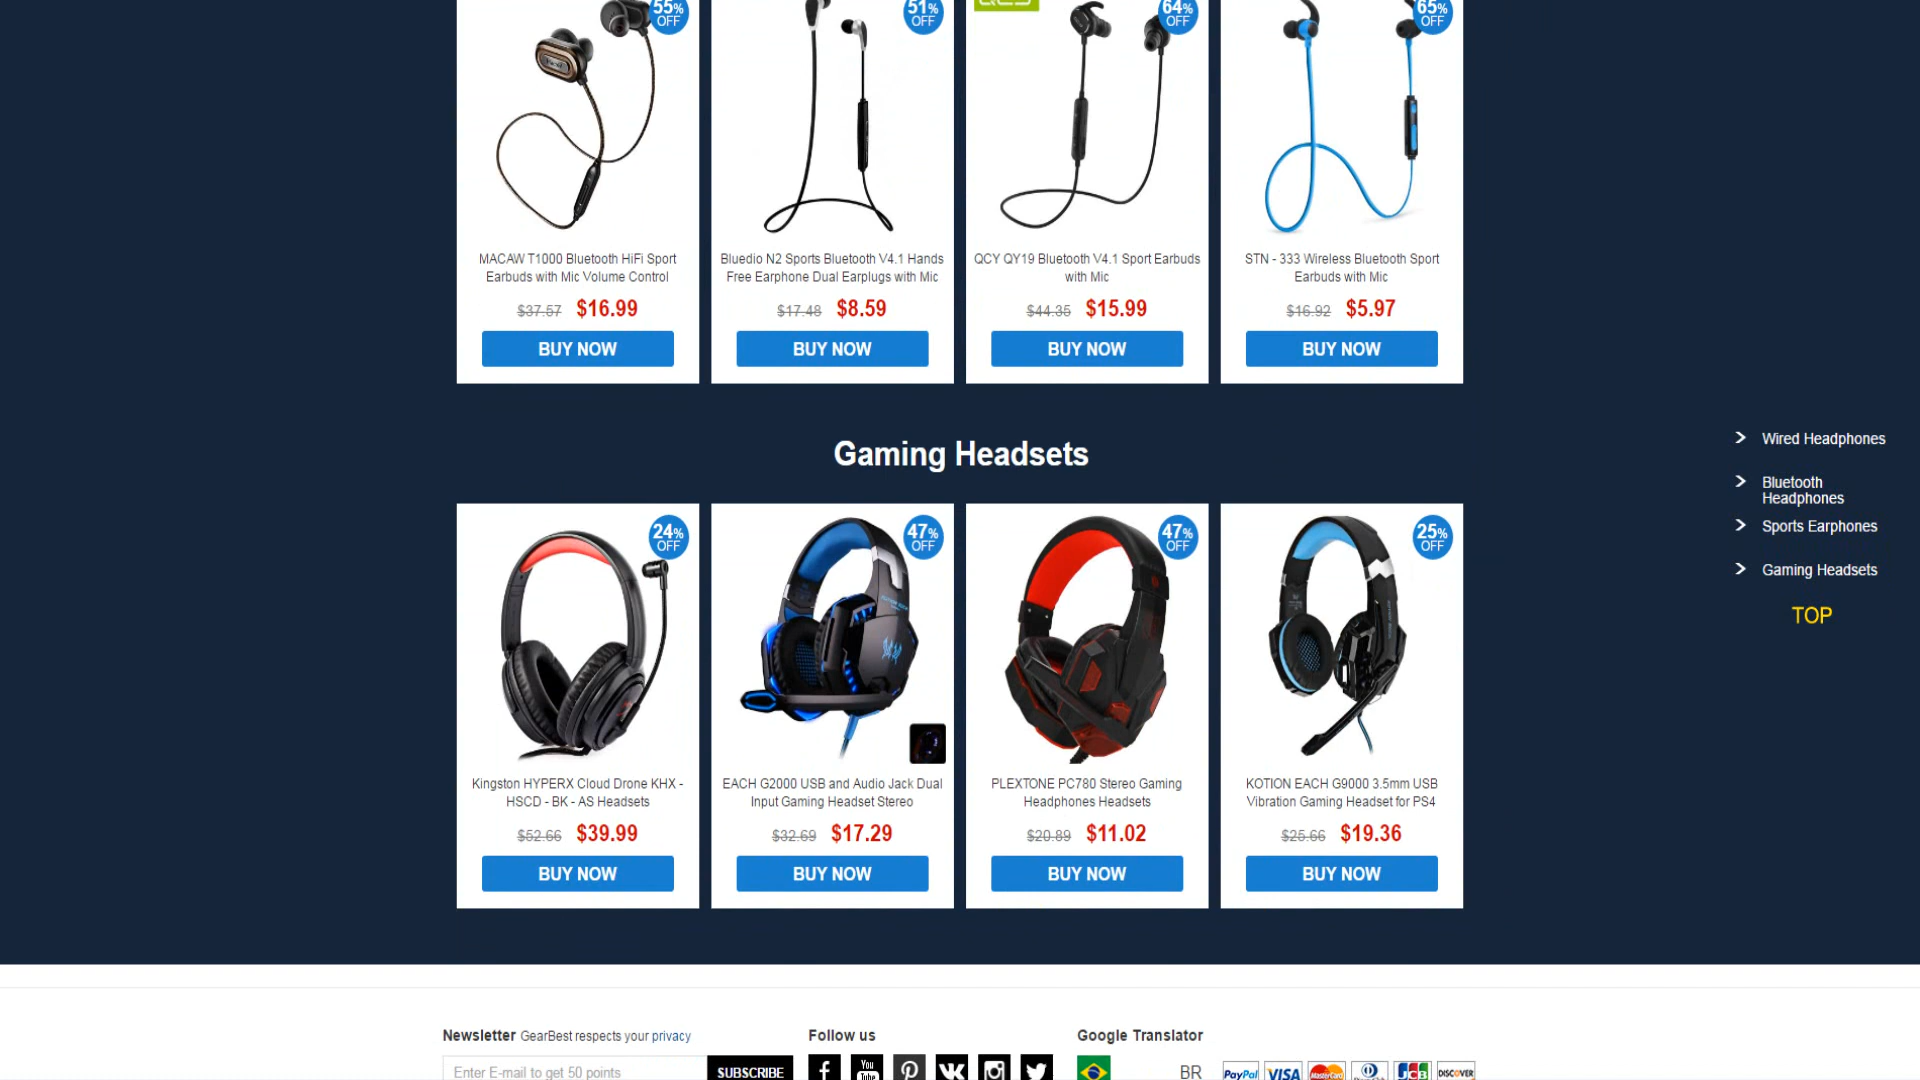 55%
OFF
51%
OFF
QCY
64%
OFF
65%
OFF
MACAW T1000 Bluetooth HiFi Sport
Earbuds with Mic Volume Control
$37.57 $16.99
BUY NOW
Bluedio N2 Sports Bluetooth V4.1 Hands
Free Earphone Dual Earplugs with Mic
$17.48 $8.59
BUY NOW
QCY QY19 Bluetooth V4.1 Sport Earbuds
with Mic
$44.35 $15.99
BUY NOW
STN - 333 Wireless Bluetooth Sport
Earbuds with Mic
$16.92 $5.97
BUY NOW
Gaming Headsets
24%
OFF
47%
OFF
47%
OFF
25%
OFF
Kingston HYPERX Cloud Drone KHX -
HSCD - BK - AS Headsets
$52.66 $39.99
BUY NOW
EACH G2000 USB and Audio Jack Dual
Input Gaming Headset Stereo
$32.69 $17.29
BUY NOW
PLEXTONE PC780 Stereo Gaming
Headphones Headsets
$20.89 $11.02
BUY NOW
KOTION EACH G9000 3.5mm USB
Vibration Gaming Headset for PS4
$25.66 $19.36
BUY NOW
Wired Headphones
Bluetooth
Headphones
Sports Earphones
Gaming Headsets
TOP
Newsletter GearBest respects your privacy
Enter E-mail to get 50 points
SUBSCRIBE
Follow us
You
Tube
Google Translator
BR
PayPal
VISA
MasterCard
JCB
DISCOVER